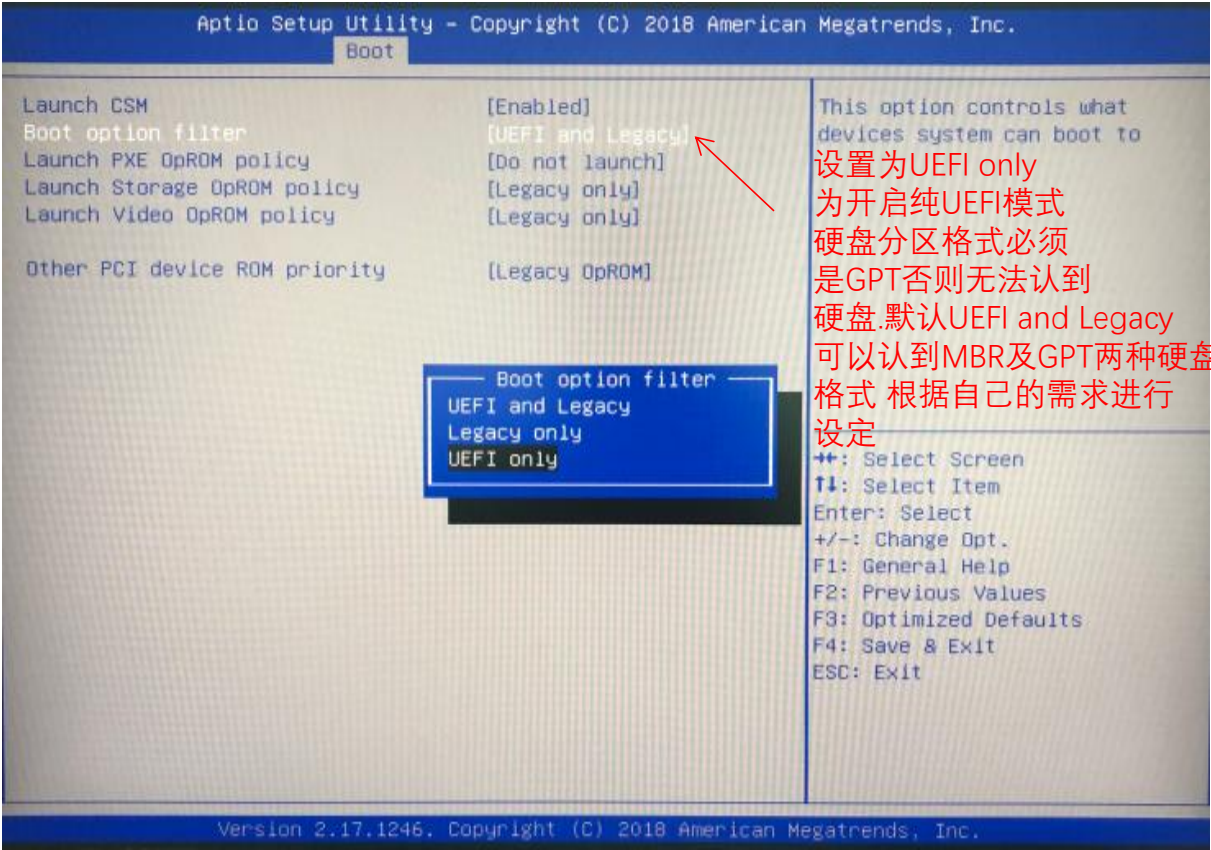 Aptio Setup Utility - Copyright (C) 2018 American Megatrends, Inc.
Boot
Launch CSM [Enabled]
Boot option filter [UEFI and Legacy]
Launch PXE OpROM policy [Do not launch]
Launch Storage OpROM policy [Legacy only]
Launch Video OpROM policy [Legacy only]
Other PCI device ROM priority [Legacy OpROM]
This option controls what
devices system can boot to
设置为UEFI only
为开启纯UEFI模式
硬盘分区格式必须
是GPT否则无法认到
硬盘.默认UEFI and Legacy
可以认到MBR及GPT两种硬盘
格式 根据自己的需求进行
设定
Boot option filter
UEFI and Legacy
Legacy only
UEFI only
→←: Select Screen
↑↓: Select Item
Enter: Select
+/-: Change Opt.
F1: General Help
F2: Previous Values
F3: Optimized Defaults
F4: Save & Exit
ESC: Exit
Version 2.17.1246. Copyright (C) 2018 American Megatrends, Inc.